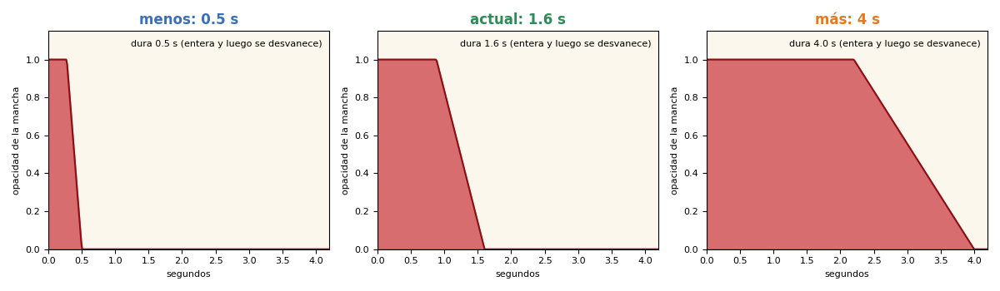 menos: 0.5 s
dura 0.5 s (entera y luego se desvanece)
opacidad de la mancha
1.0
0.8
0.6
0.4
0.2
0.0
0.0 0.5 1.0 1.5 2.0 2.5 3.0 3.5 4.0
segundos
actual: 1.6 s
dura 1.6 s (entera y luego se desvanece)
opacidad de la mancha
1.0
0.8
0.6
0.4
0.2
0.0
0.0 0.5 1.0 1.5 2.0 2.5 3.0 3.5 4.0
segundos
más: 4 s
dura 4.0 s (entera y luego se desvanece)
opacidad de la mancha
1.0
0.8
0.6
0.4
0.2
0.0
0.0 0.5 1.0 1.5 2.0 2.5 3.0 3.5 4.0
segundos